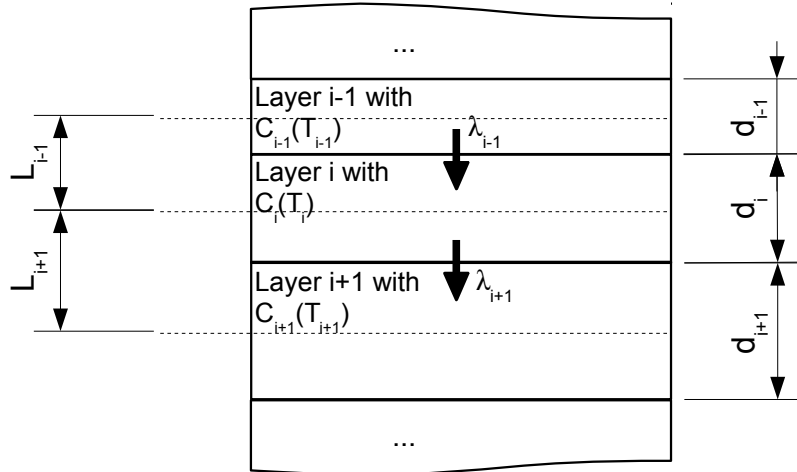 ...
Layer i-1 with
C_{i-1}(T_{i-1})
λ_{i-1}
Layer i with
C_i(T_i)
Layer i+1 with
C_{i+1}(T_{i+1})
λ_{i+1}
...
L_{i-1}
L_{i+1}
d_{i-1}
d_i
d_{i+1}